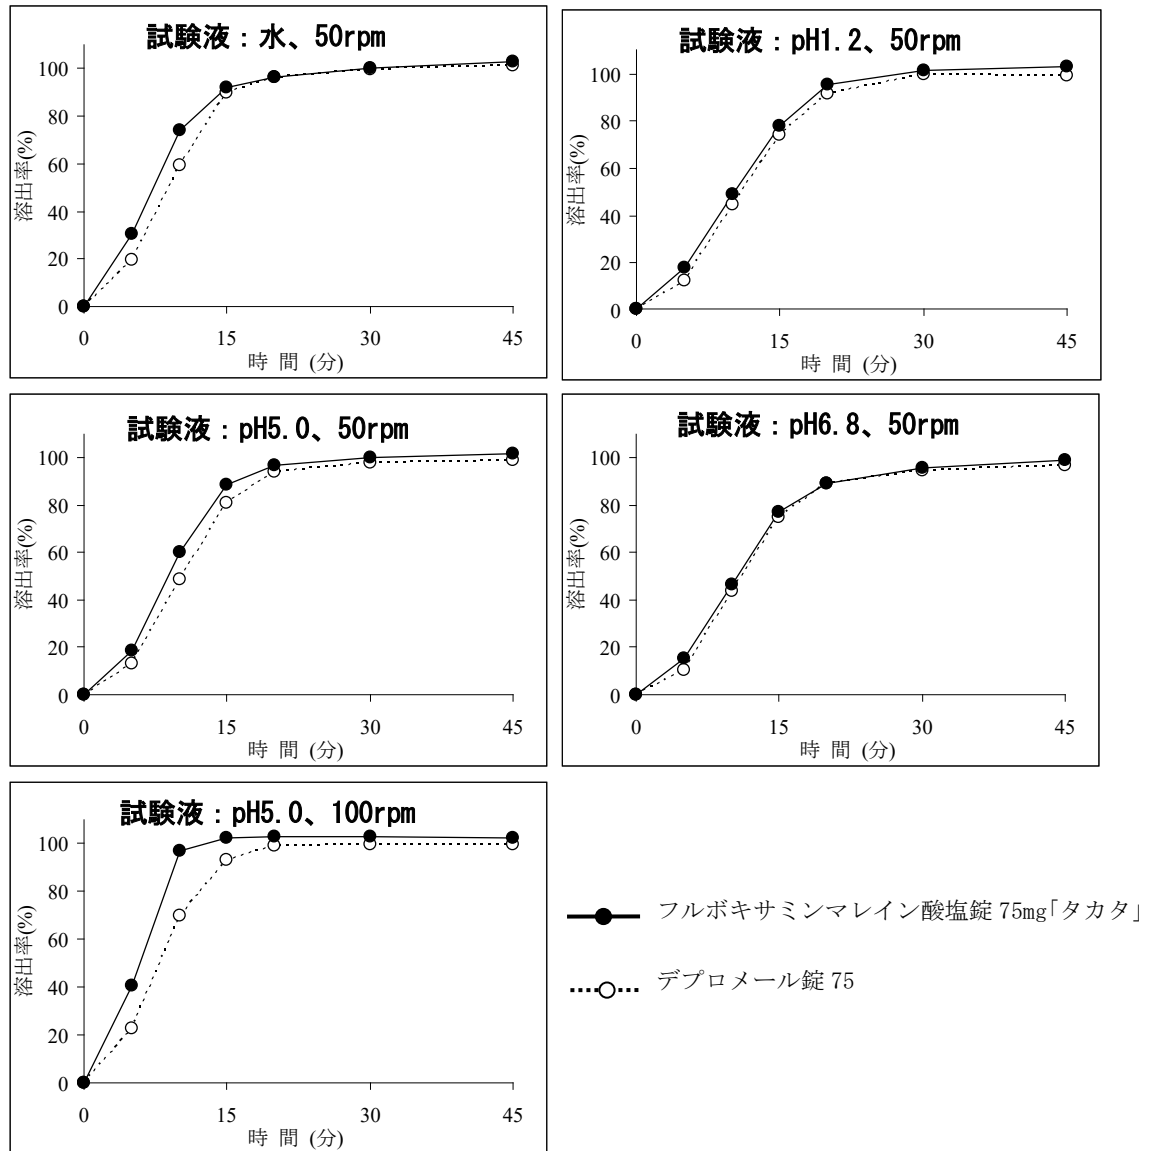 試験液：水、50rpm
溶出率(%)
100
80
60
40
20
0
0 15 30 45
時 間 (分)
試験液：pH1.2、50rpm
溶出率(%)
100
80
60
40
20
0
0 15 30 45
時 間 (分)
試験液：pH5.0、50rpm
溶出率(%)
100
80
60
40
20
0
0 15 30 45
時 間 (分)
試験液：pH6.8、50rpm
溶出率(%)
100
80
60
40
20
0
0 15 30 45
時 間 (分)
試験液：pH5.0、100rpm
溶出率(%)
100
80
60
40
20
0
0 15 30 45
時 間 (分)
フルボキサミンマレイン酸塩錠 75mg「タカタ」
デプロメール錠 75